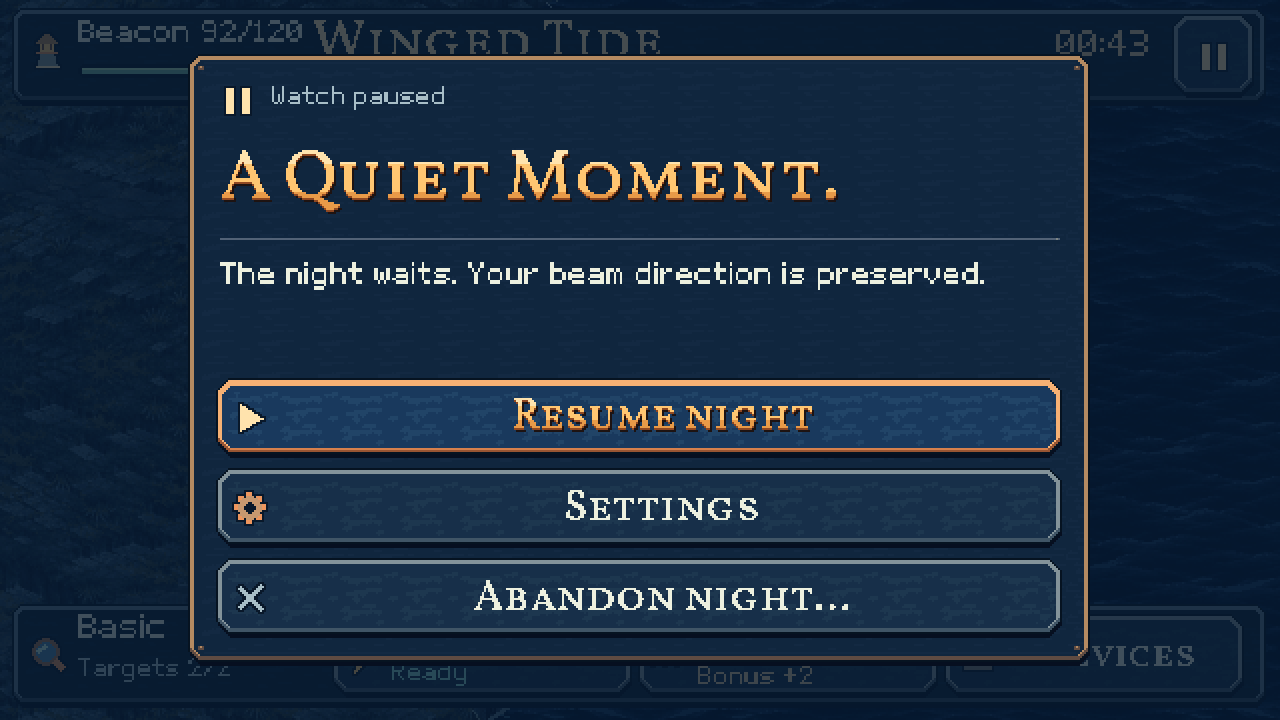 Beacon 92/120
WINGED TIDE
00:43
Watch paused
A QUIET MOMENT.
The night waits. Your beam direction is preserved.
RESUME NIGHT
SETTINGS
ABANDON NIGHT...
Basic
Targets 2/2
Ready
Bonus +2